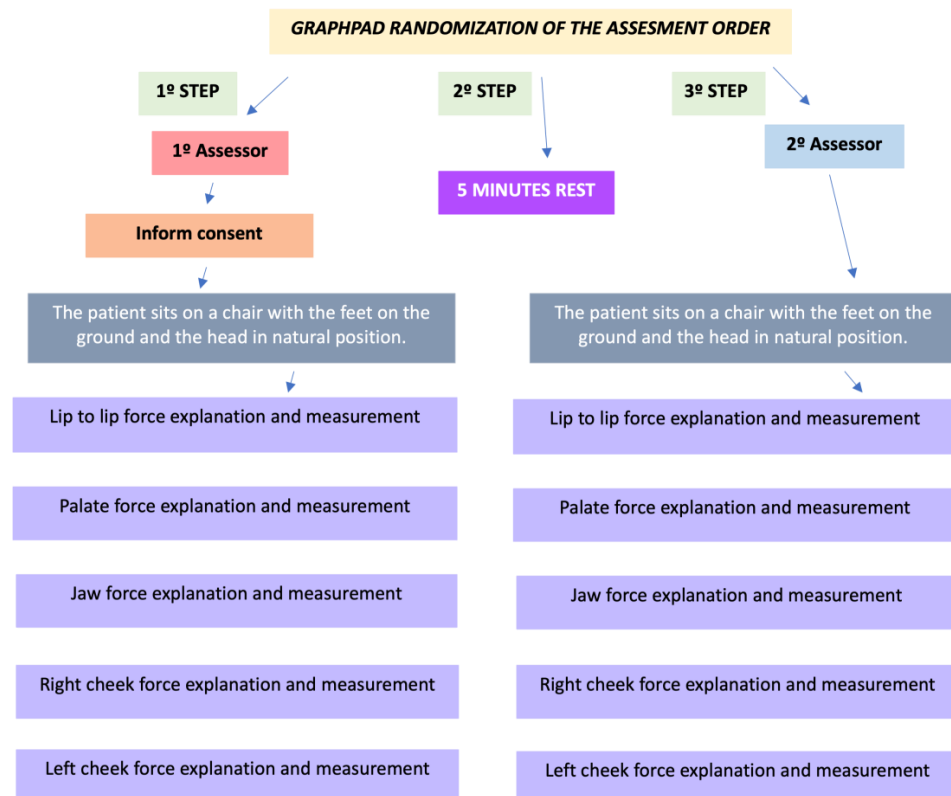 GRAPHPAD RANDOMIZATION OF THE ASSESMENT ORDER
1º STEP
2º STEP
3º STEP
1º Assessor
2º Assessor
5 MINUTES REST
Inform consent
The patient sits on a chair with the feet on the
ground and the head in natural position.
The patient sits on a chair with the feet on the
ground and the head in natural position.
Lip to lip force explanation and measurement
Lip to lip force explanation and measurement
Palate force explanation and measurement
Palate force explanation and measurement
Jaw force explanation and measurement
Jaw force explanation and measurement
Right cheek force explanation and measurement
Right cheek force explanation and measurement
Left cheek force explanation and measurement
Left cheek force explanation and measurement